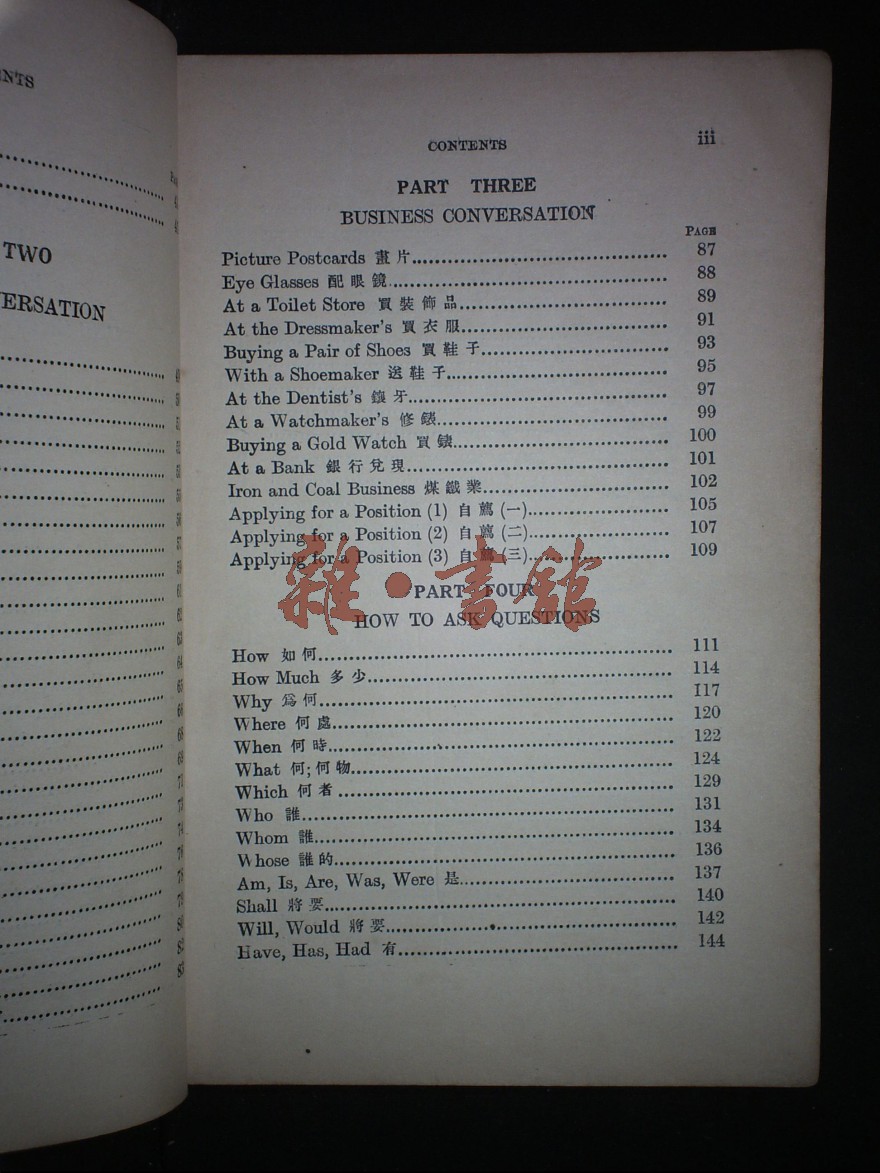 ENTS
TWO
ERSATION
CONTENTS iii
PART THREE
BUSINESS CONVERSATION
PAGE
Picture Postcards 畫片 87
Eye Glasses 配眼鏡 88
At a Toilet Store 買裝飾品 89
At the Dressmaker's 買衣服 91
Buying a Pair of Shoes 買鞋子 93
With a Shoemaker 送鞋子 95
At the Dentist's 鑲牙 97
At a Watchmaker's 修錶 99
Buying a Gold Watch 買錶 100
At a Bank 銀行兌現 101
Iron and Coal Business 煤鐵業 102
Applying for a Position (1) 自薦(一) 105
Applying for a Position (2) 自薦(二) 107
Applying for a Position (3) 自薦(三) 109
雜·書館
PART FOUR
HOW TO ASK QUESTIONS
How 如何 111
How Much 多少 114
Why 爲何 117
Where 何處 120
When 何時 122
What 何;何物 124
Which 何者 129
Who 誰 131
Whom 誰 134
Whose 誰的 136
Am, Is, Are, Was, Were 是 137
Shall 將要 140
Will, Would 將要 142
Have, Has, Had 有 144